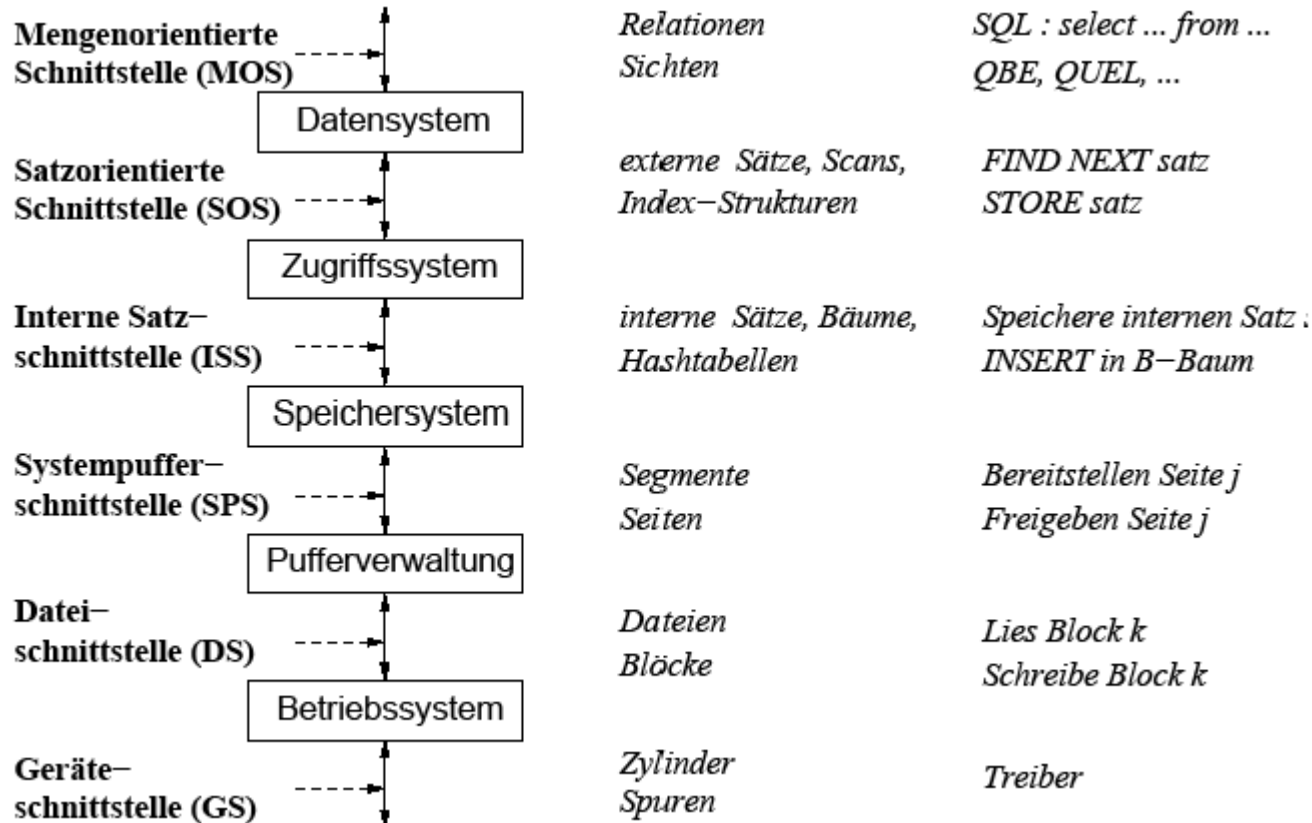 Mengenorientierte
Schnittstelle (MOS)
Relationen
Sichten
SQL : select ... from ...
QBE, QUEL, ...
Datensystem
Satzorientierte
Schnittstelle (SOS)
externe Sätze, Scans,
Index−Strukturen
FIND NEXT satz
STORE satz
Zugriffssystem
Interne Satz−
schnittstelle (ISS)
interne Sätze, Bäume,
Hashtabellen
Speichere internen Satz
INSERT in B−Baum
Speichersystem
Systempuffer−
schnittstelle (SPS)
Segmente
Seiten
Bereitstellen Seite j
Freigeben Seite j
Pufferverwaltung
Datei−
schnittstelle (DS)
Dateien
Blöcke
Lies Block k
Schreibe Block k
Betriebssystem
Geräte−
schnittstelle (GS)
Zylinder
Spuren
Treiber